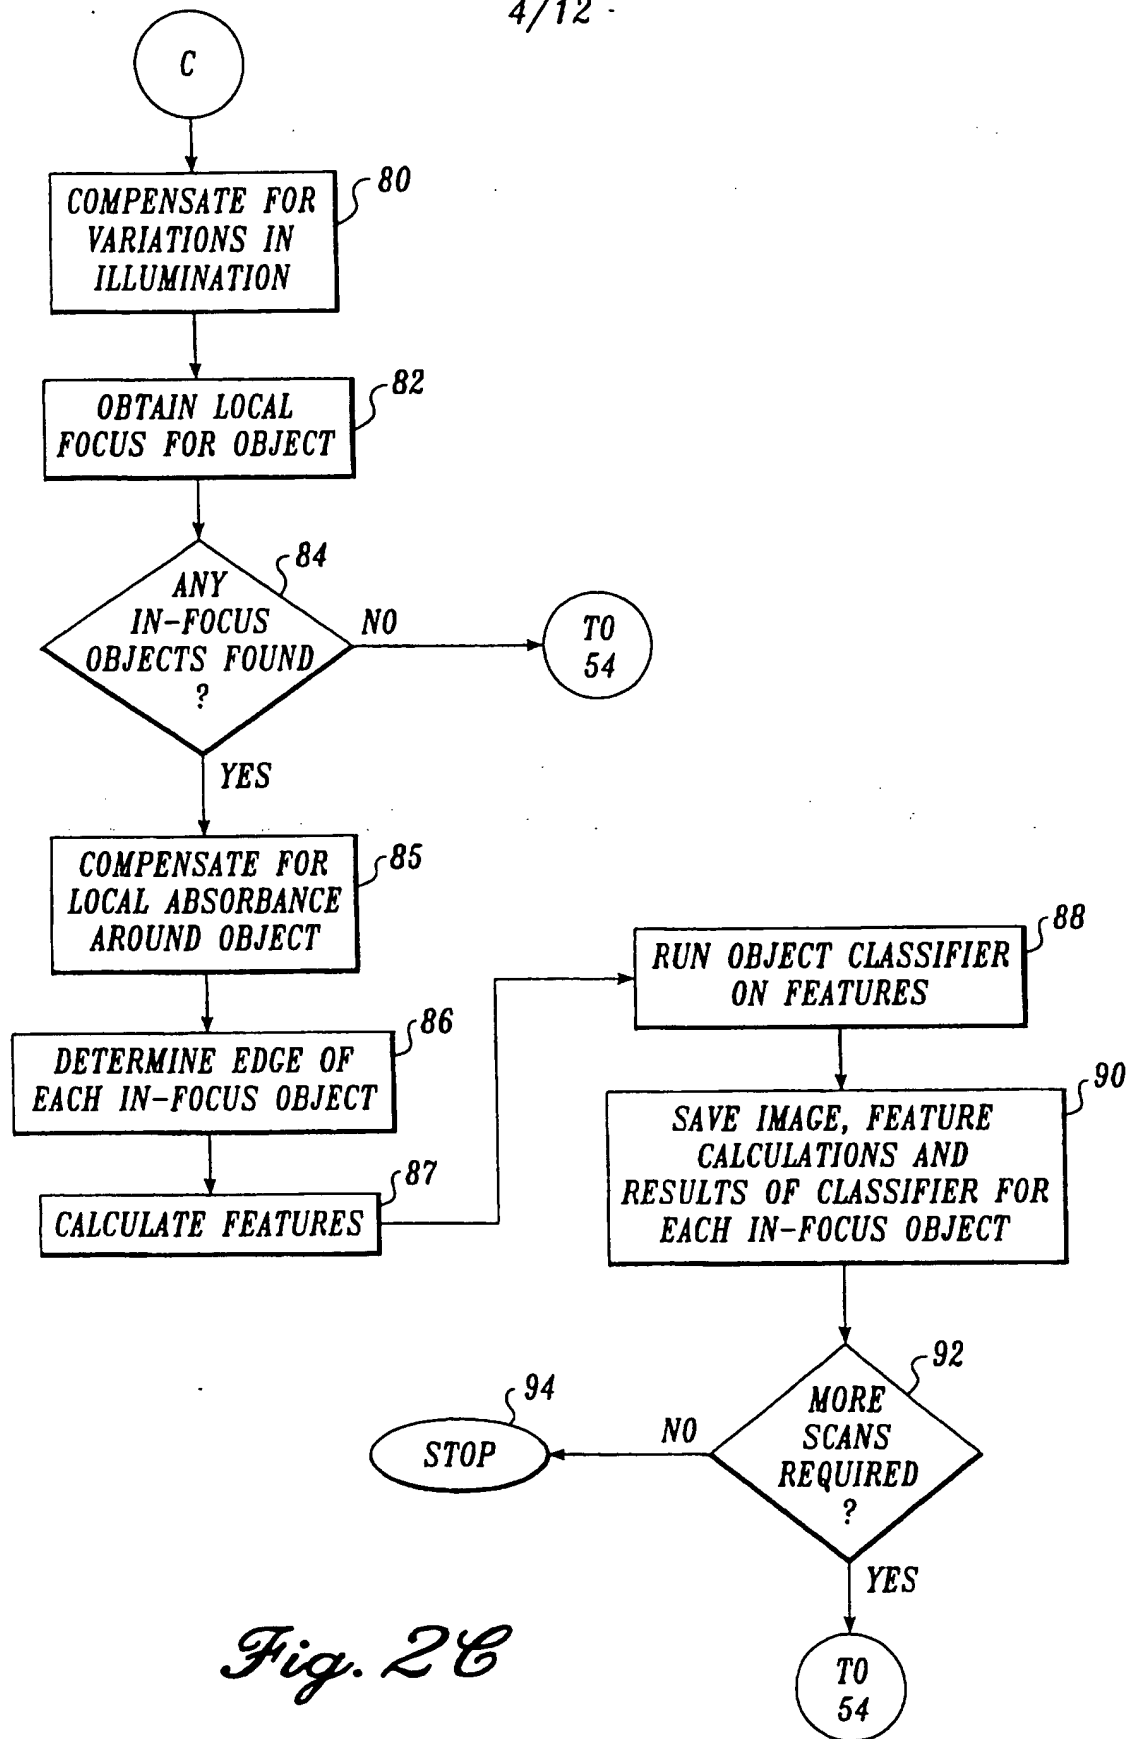 4/12
C
80
COMPENSATE FOR
VARIATIONS IN
ILLUMINATION
82
OBTAIN LOCAL
FOCUS FOR OBJECT
84
ANY
IN-FOCUS
OBJECTS FOUND
?
NO
TO
54
YES
85
COMPENSATE FOR
LOCAL ABSORBANCE
AROUND OBJECT
86
DETERMINE EDGE OF
EACH IN-FOCUS OBJECT
87
CALCULATE FEATURES
88
RUN OBJECT CLASSIFIER
ON FEATURES
90
SAVE IMAGE, FEATURE
CALCULATIONS AND
RESULTS OF CLASSIFIER FOR
EACH IN-FOCUS OBJECT
92
MORE
SCANS
REQUIRED
?
NO
94
STOP
YES
TO
54
Fig. 2C